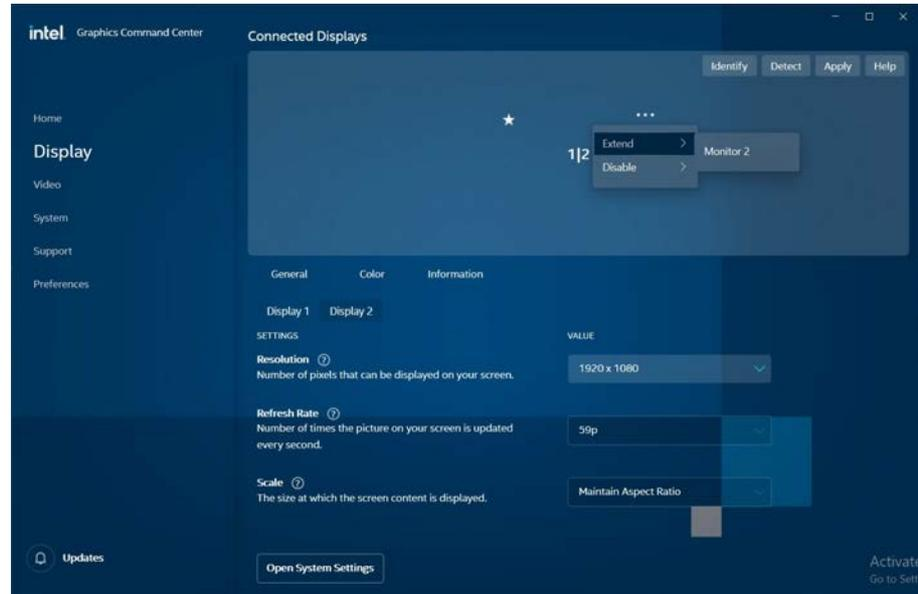 intel. Graphics Command Center
Connected Displays
Identify Detect Apply Help
Home
Display
Video
System
Support
Preferences
1|2
Extend
Monitor 2
Disable
General Color Information
Display 1 Display 2
SETTINGS VALUE
Resolution ?
Number of pixels that can be displayed on your screen.
1920 x 1080
Refresh Rate ?
Number of times the picture on your screen is updated
every second.
59p
Scale ?
The size at which the screen content is displayed.
Maintain Aspect Ratio
Updates
Open System Settings
Activate
Go to Sett